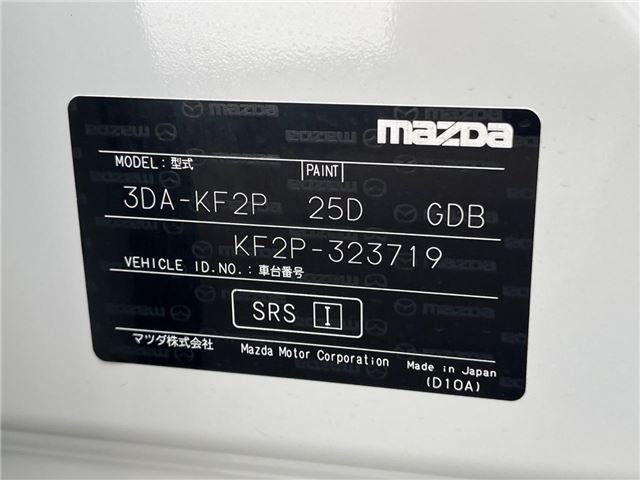 mazda
MODEL:型式 PAINT
3DA-KF2P 25D GDB
KF2P-323719
VEHICLE ID.NO.:車台番号
SRS I
マツダ株式会社 Mazda Motor Corporation Made in Japan
(D10A)